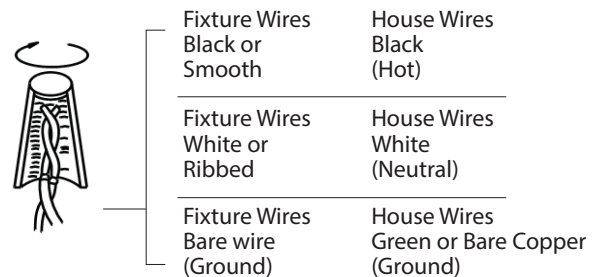 Fixture Wires House Wires
Black or Black
Smooth (Hot)
Fixture Wires House Wires
White or White
Ribbed (Neutral)
Fixture Wires House Wires
Bare wire Green or Bare Copper
(Ground) (Ground)